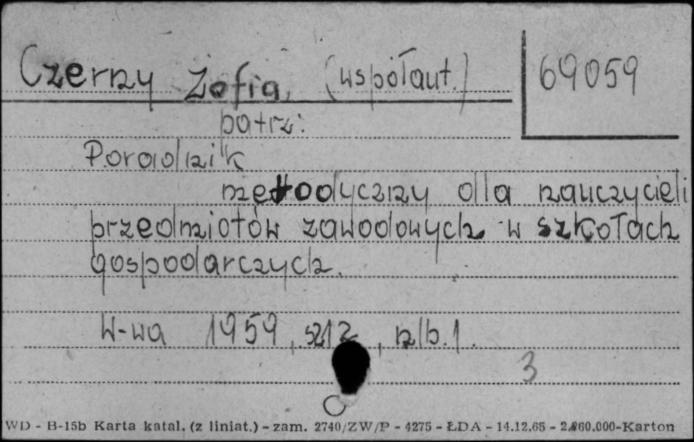 Czerny Zofia, (współaut.)
69059
patrz:
Poradnik
metodyczny dla nauczycieli
przedmiotów zawodowych w szkołach
gospodarczych.
W-wa 1959, s212, nlb.1.
3
WD - B-15b Karta katal. (z liniat.) - zam. 2740/ZW/P - 4275 - ŁDA - 14.12.65 - 2.860.000-Karton